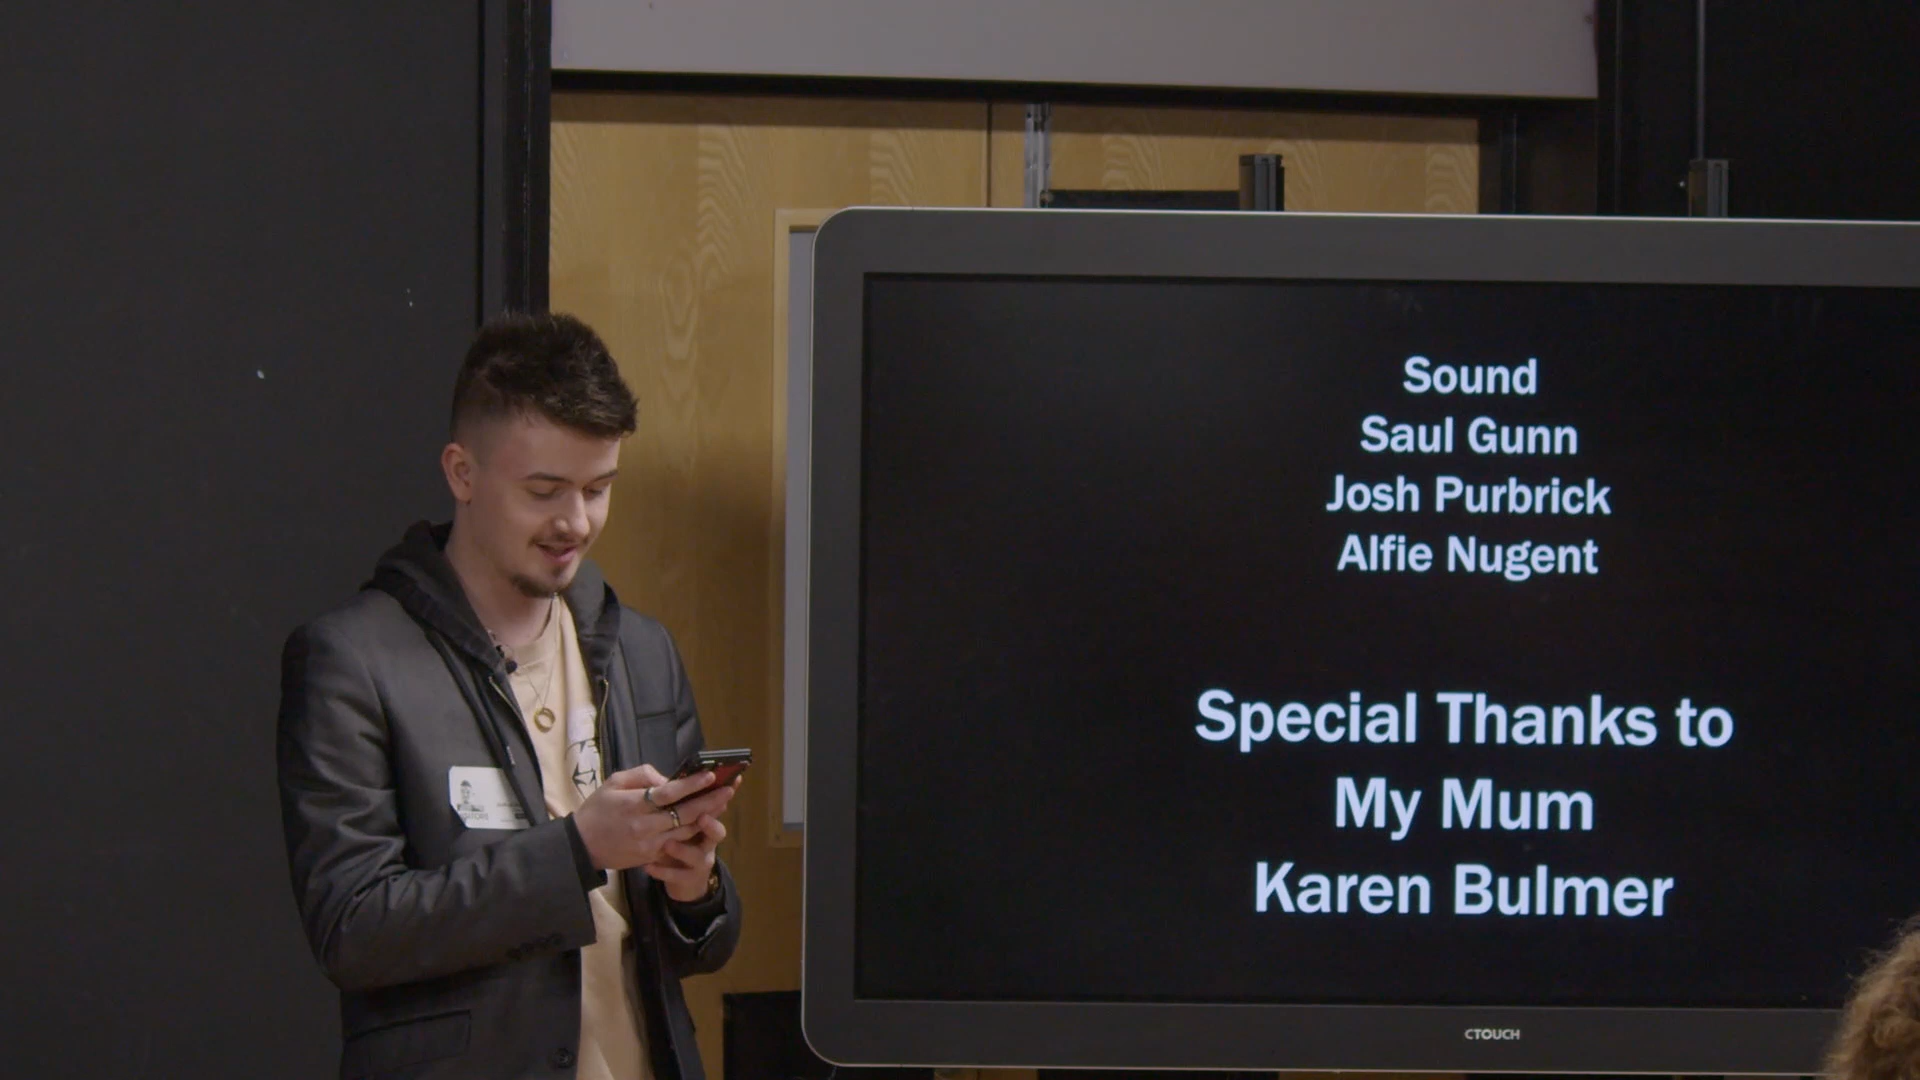 Sound
Saul Gunn
Josh Purbrick
Alfie Nugent
Special Thanks to
My Mum
Karen Bulmer
CTOUCH